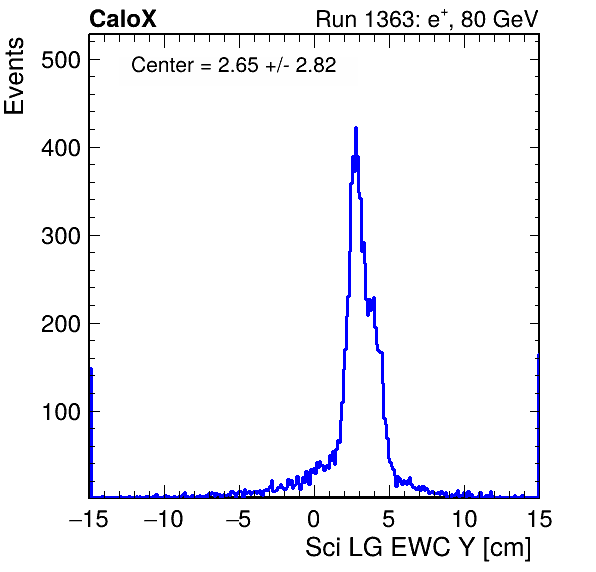 CaloX
Run 1363: e+, 80 GeV
Events
Center = 2.65 +/- 2.82
500
400
300
200
100
−15 −10 −5 0 5 10 15
Sci LG EWC Y [cm]